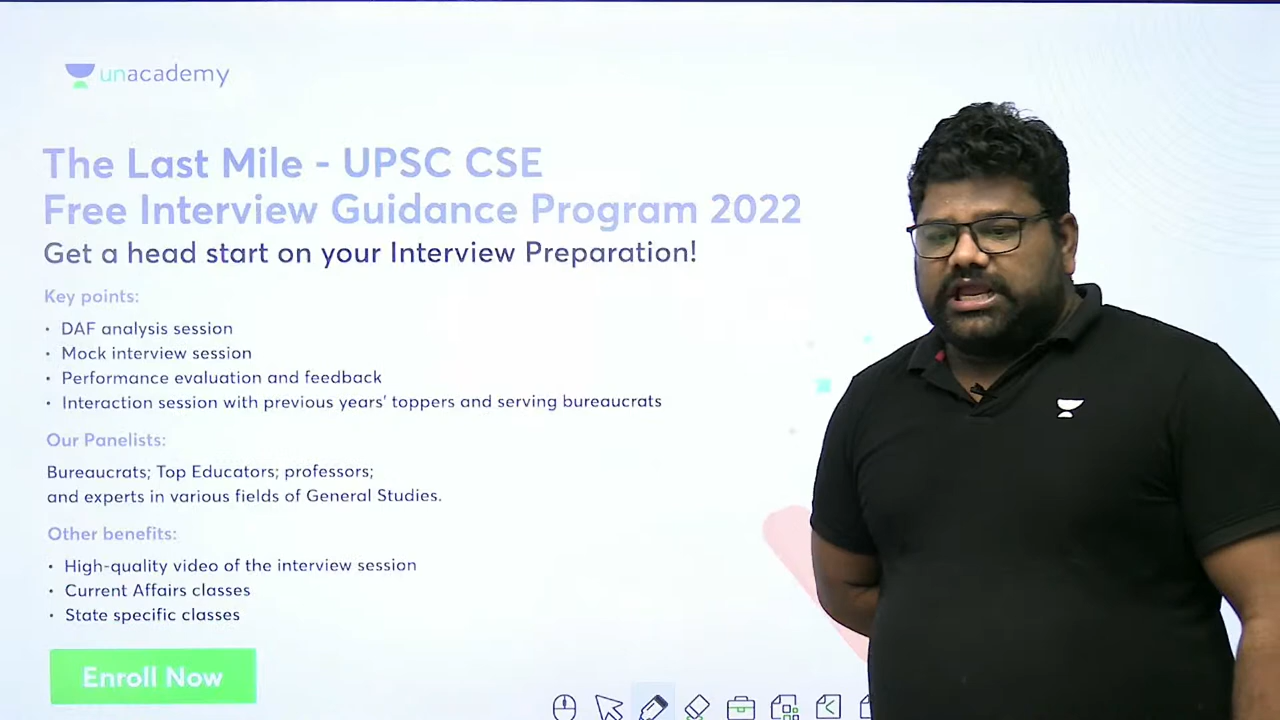 unacademy
The Last Mile - UPSC CSE
Free Interview Guidance Program 2022
Get a head start on your Interview Preparation!
Key points:
• DAF analysis session
• Mock interview session
• Performance evaluation and feedback
• Interaction session with previous years' toppers and serving bureaucrats
Our Panelists:
Bureaucrats; Top Educators; professors;
and experts in various fields of General Studies.
Other benefits:
• High-quality video of the interview session
• Current Affairs classes
• State specific classes
Enroll Now